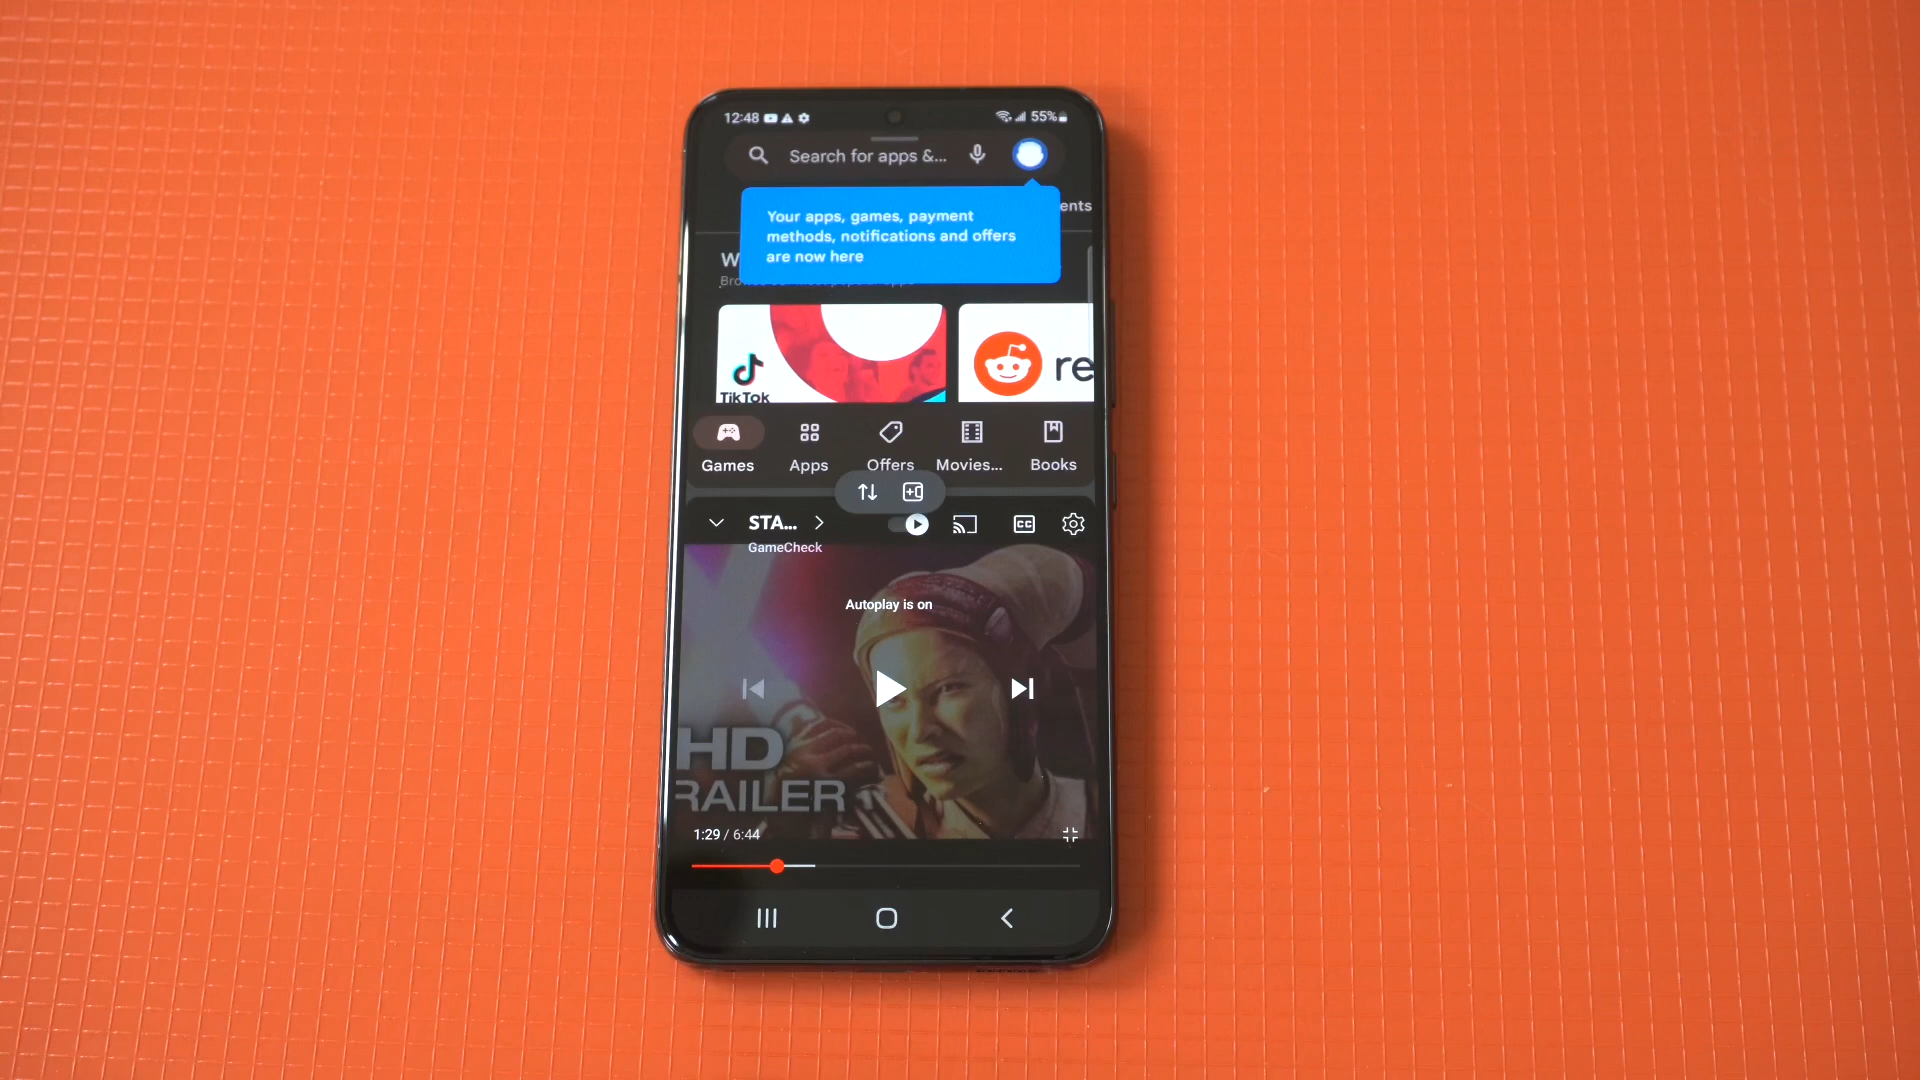 12:48
55%
Search for apps &...
ents
Your apps, games, payment
methods, notifications and offers
are now here
W
TikTok
re
Games
Apps
Offers
Movies...
Books
STA...
GameCheck
CC
Autoplay is on
HD
RAILER
1:29 / 6:44